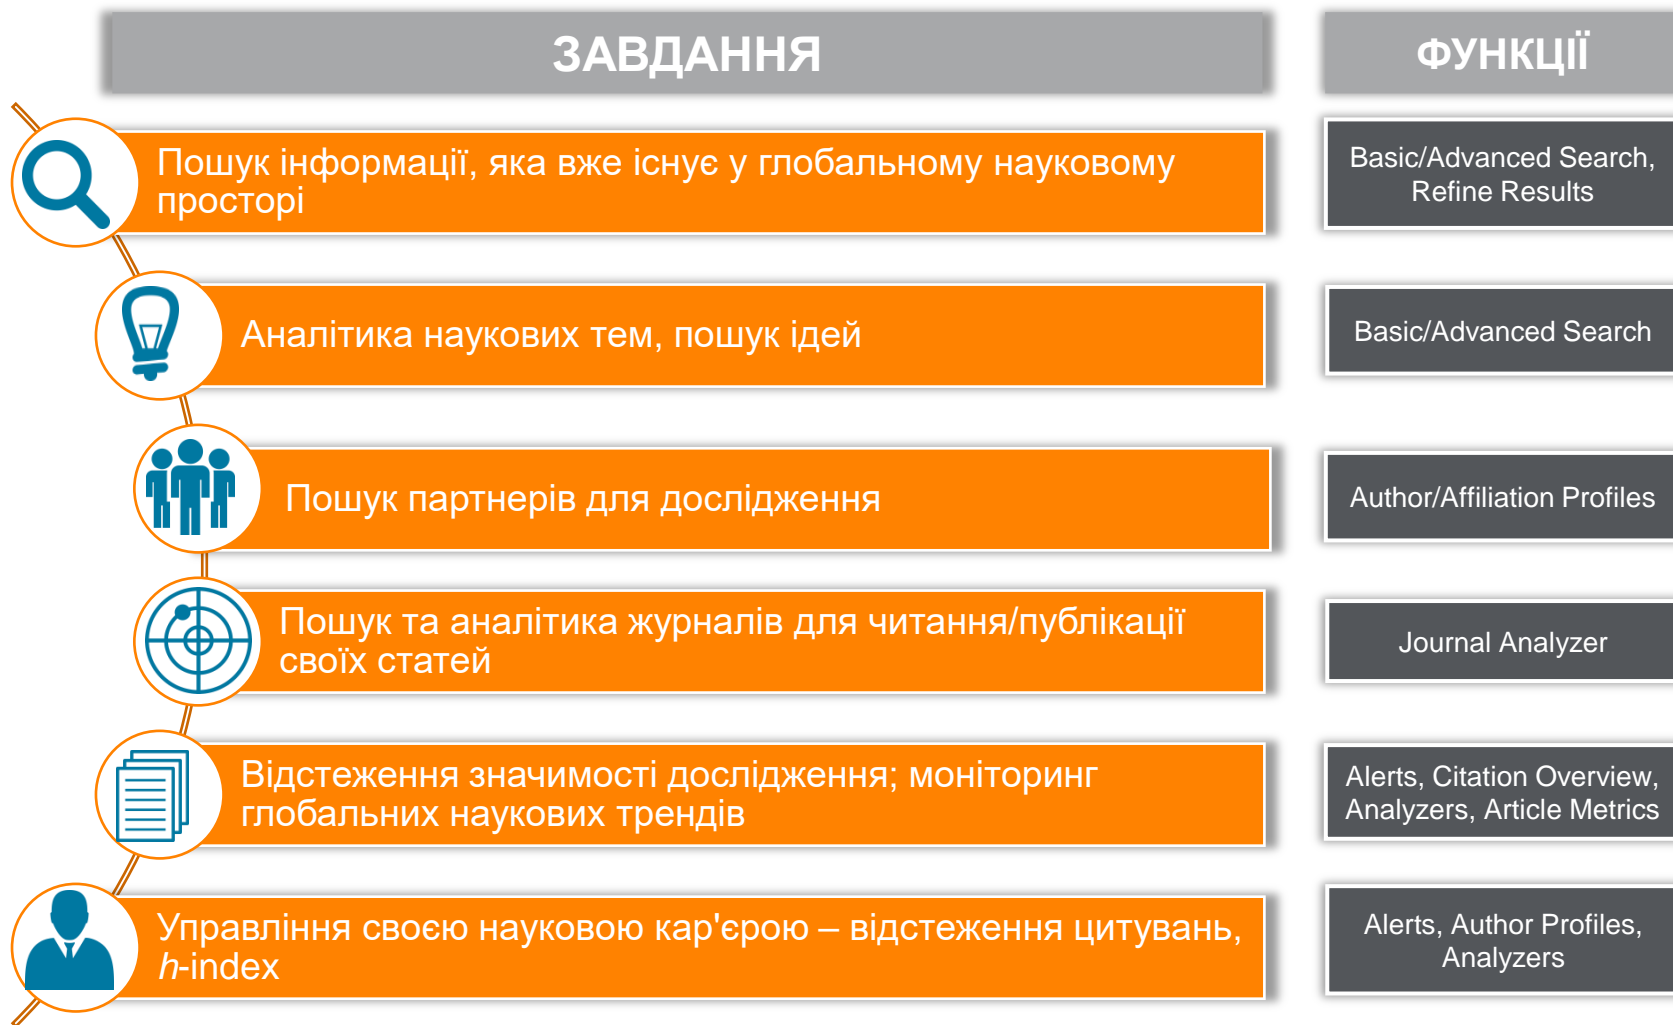 ЗАВДАННЯ
ФУНКЦІЇ
Пошук інформації, яка вже існує у глобальному науковому
просторі
Basic/Advanced Search,
Refine Results
Аналітика наукових тем, пошук ідей
Basic/Advanced Search
Пошук партнерів для дослідження
Author/Affiliation Profiles
Пошук та аналітика журналів для читання/публікації
своїх статей
Journal Analyzer
Відстеження значимості дослідження; моніторинг
глобальних наукових трендів
Alerts, Citation Overview,
Analyzers, Article Metrics
Управління своєю науковою кар'єрою – відстеження цитувань,
h-index
Alerts, Author Profiles,
Analyzers